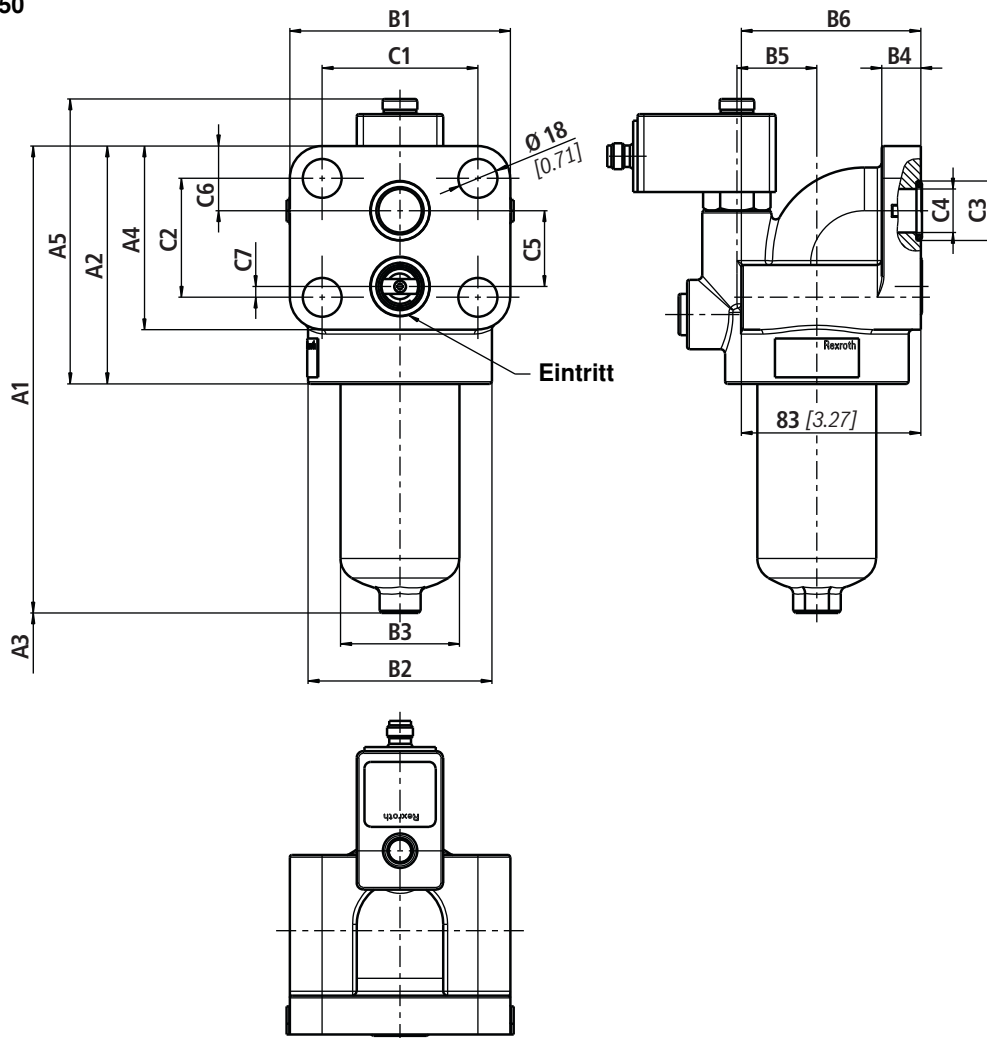 50
B1
C1
B6
B5
B4
Ø 18
[0.71]
A5
A2
A4
C6
C2
C7
C5
C4
C3
A1
Eintritt
Rexroth
83 [3.27]
A3
B3
B2
Rexroth